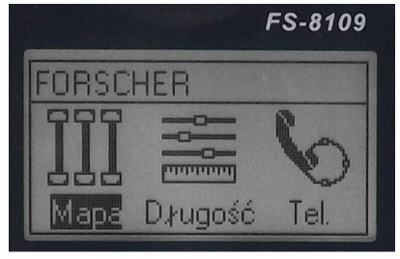 FS-8109
FORSCHER
Mapa Długość Tel.